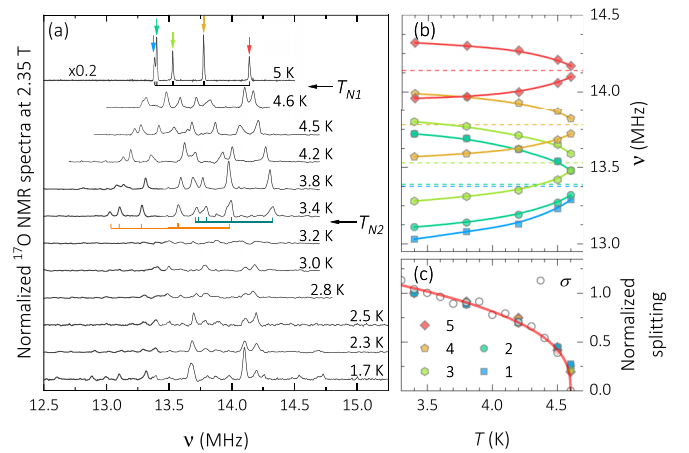 (a)
Normalized 17O NMR spectra at 2.35 T
x0.2
5 K
TN1
4.6 K
4.5 K
4.2 K
3.8 K
3.4 K
TN2
3.2 K
3.0 K
2.8 K
2.5 K
2.3 K
1.7 K
12.5 13.0 13.5 14.0 14.5 15.0
ν (MHz)
(b)
14.5
14.0
13.5
13.0
ν (MHz)
(c)
σ
5
4 2
3 1
1.0
0.5
0.0
Normalized
splitting
3.5 4.0 4.5
T (K)